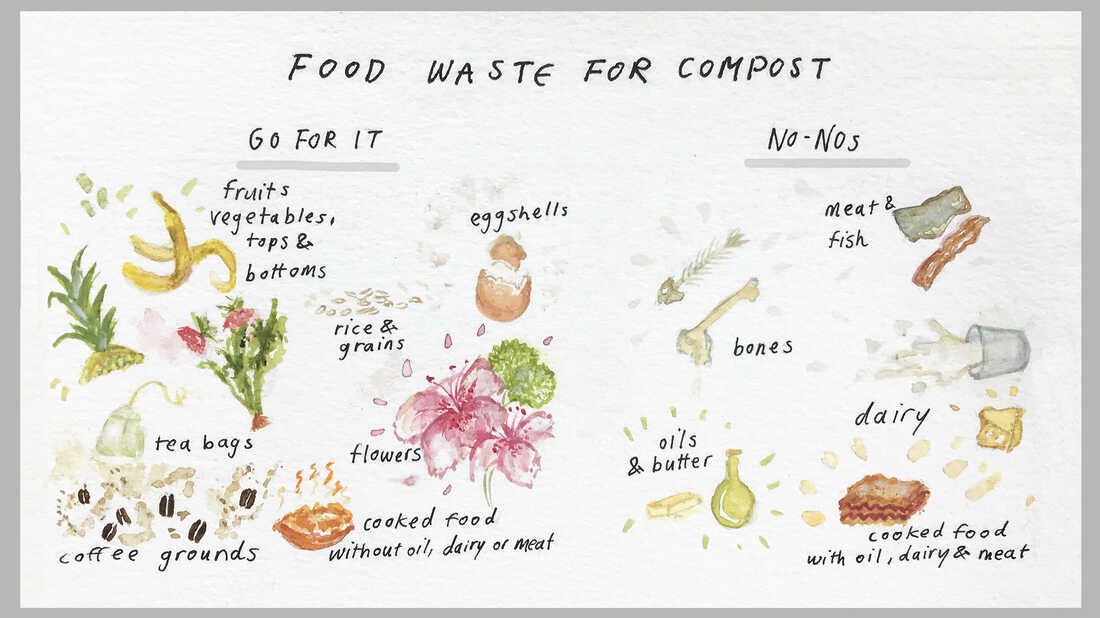 FOOD WASTE FOR COMPOST
GO FOR IT
fruits
vegetables,
tops &
bottoms
eggshells
rice &
grains
tea bags
flowers
coffee grounds
cooked food
without oil, dairy or meat
NO-NOS
meat &
fish
bones
dairy
oils
& butter
cooked food
with oil, dairy & meat